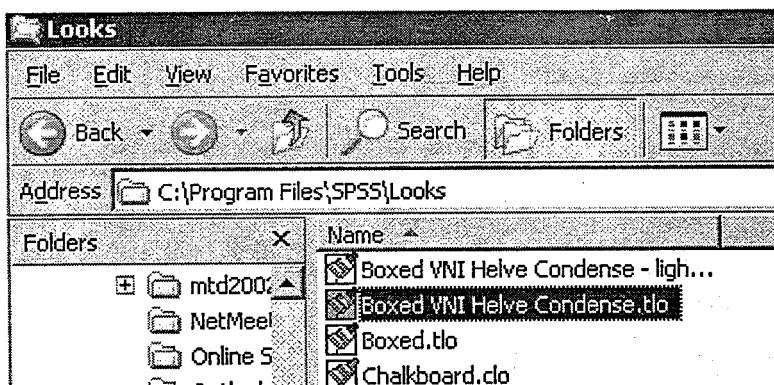 Looks
File Edit View Favorites Tools Help
Back Search Folders
Address C:\Program Files\SPSS\Looks
Folders × Name
mtd2002
NetMeet
Online S
Boxed VNI Helve Condense - ligh...
Boxed VNI Helve Condense.tlo
Boxed.tlo
Chalkboard.clo